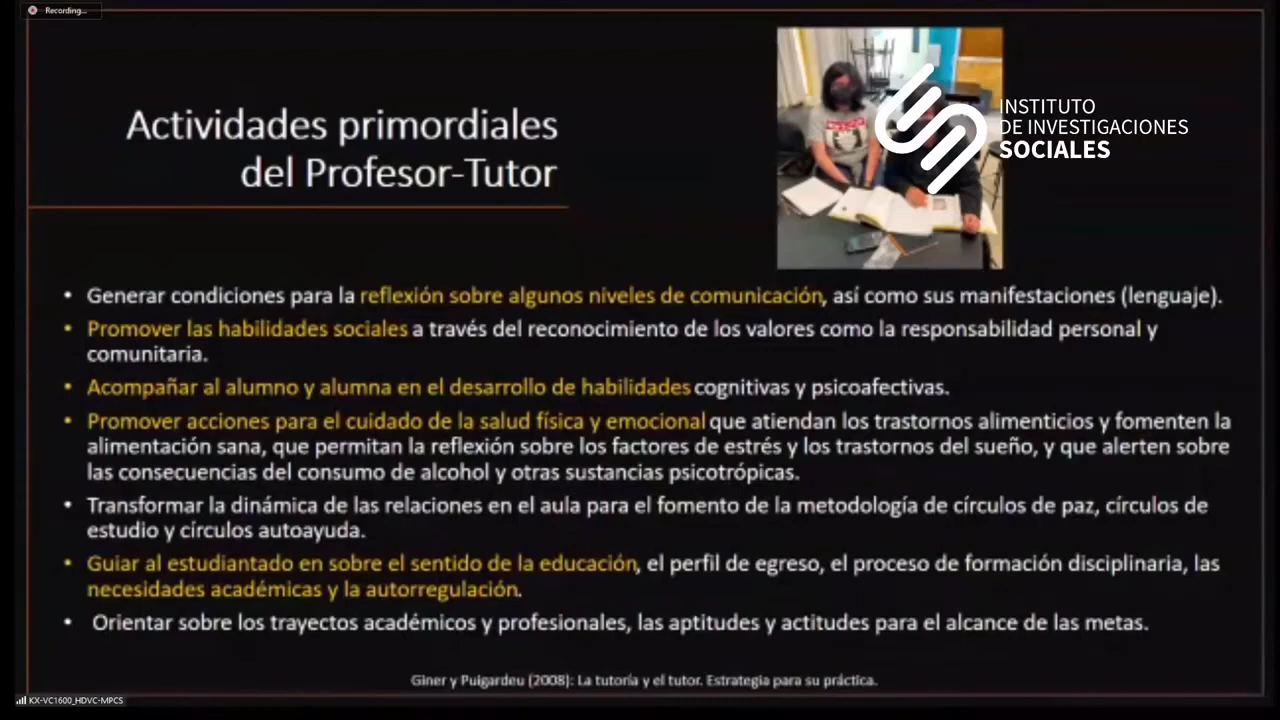 Recording...
Actividades primordiales
del Profesor-Tutor
INSTITUTO
DE INVESTIGACIONES
SOCIALES
• Generar condiciones para la reflexión sobre algunos niveles de comunicación, así como sus manifestaciones (lenguaje).
• Promover las habilidades sociales a través del reconocimiento de los valores como la responsabilidad personal y
comunitaria.
• Acompañar al alumno y alumna en el desarrollo de habilidades cognitivas y psicoafectivas.
• Promover acciones para el cuidado de la salud física y emocional que atiendan los trastornos alimenticios y fomenten la
alimentación sana, que permitan la reflexión sobre los factores de estrés y los trastornos del sueño, y que alerten sobre
las consecuencias del consumo de alcohol y otras sustancias psicotrópicas.
• Transformar la dinámica de las relaciones en el aula para el fomento de la metodología de círculos de paz, círculos de
estudio y círculos autoayuda.
• Guiar al estudiantado en sobre el sentido de la educación, el perfil de egreso, el proceso de formación disciplinaria, las
necesidades académicas y la autorregulación.
• Orientar sobre los trayectos académicos y profesionales, las aptitudes y actitudes para el alcance de las metas.
Giner y Puigardeu (2008): La tutoría y el tutor. Estrategia para su práctica.
KX-VC1600_HDVC-MPCS